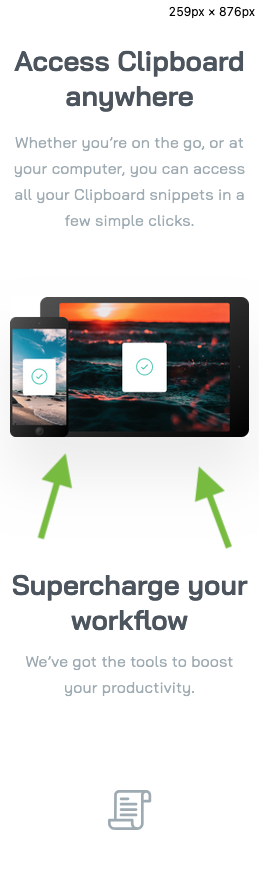 259px × 876px
Access Clipboard
anywhere
Whether you're on the go, or at
your computer, you can access
all your Clipboard snippets in a
few simple clicks.
Supercharge your
workflow
We've got the tools to boost
your productivity.